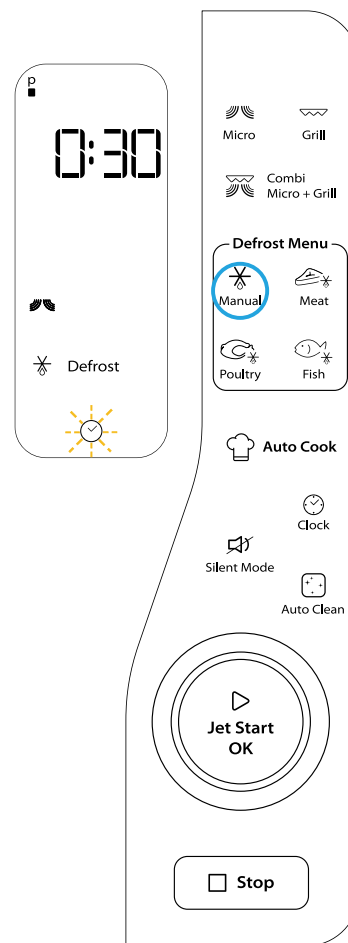 p
0:30
Defrost
Micro
Grill
Combi
Micro + Grill
Defrost Menu
Manual
Meat
Poultry
Fish
Auto Cook
Clock
Silent Mode
Auto Clean
Jet Start
OK
Stop